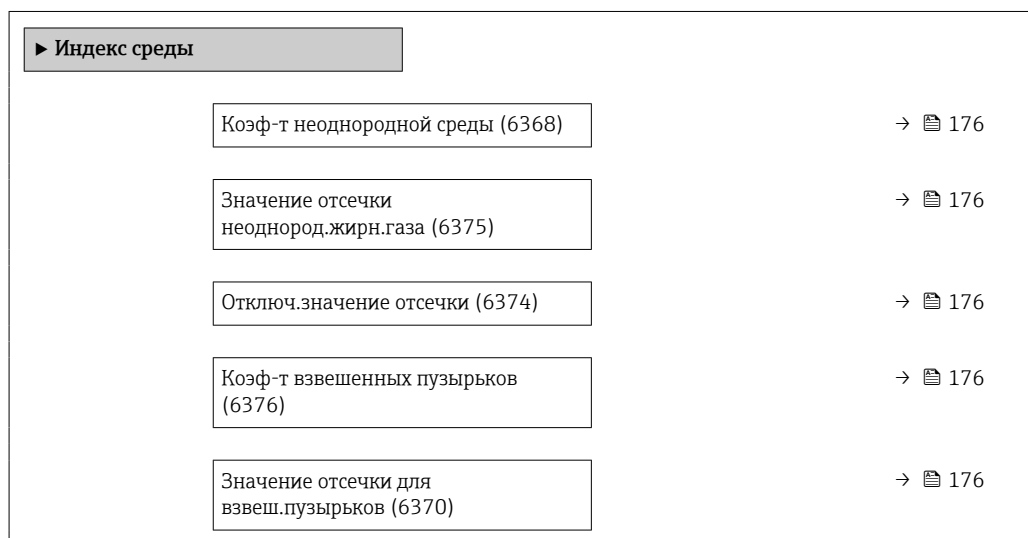 ▶ Индекс среды
Коэф-т неоднородной среды (6368) → 176
Значение отсечки → 176
неоднород.жирн.газа (6375)
Отключ.значение отсечки (6374) → 176
Коэф-т взвешенных пузырьков → 176
(6376)
Значение отсечки для → 176
взвеш.пузырьков (6370)